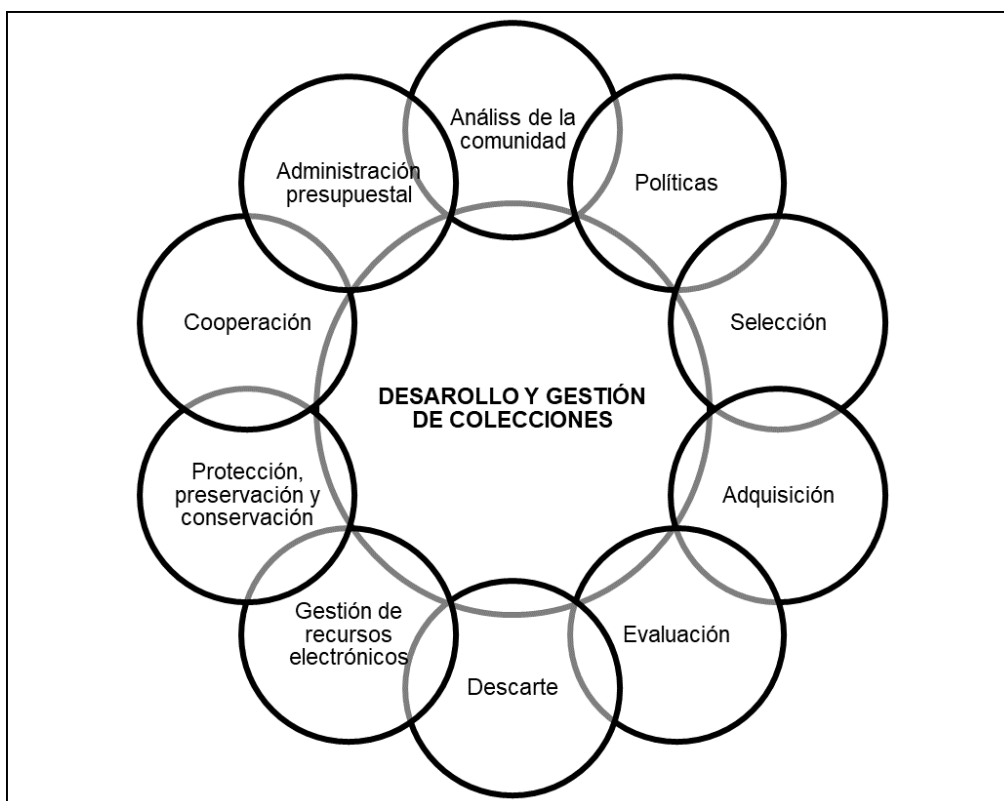 Análiss de la
comunidad
Políticas
Selección
Adquisición
Evaluación
Descarte
Gestión de
recursos
electrónicos
Protección,
preservación y
conservación
Cooperación
Administración
presupuestal
DESAROLLO Y GESTIÓN
DE COLECCIONES